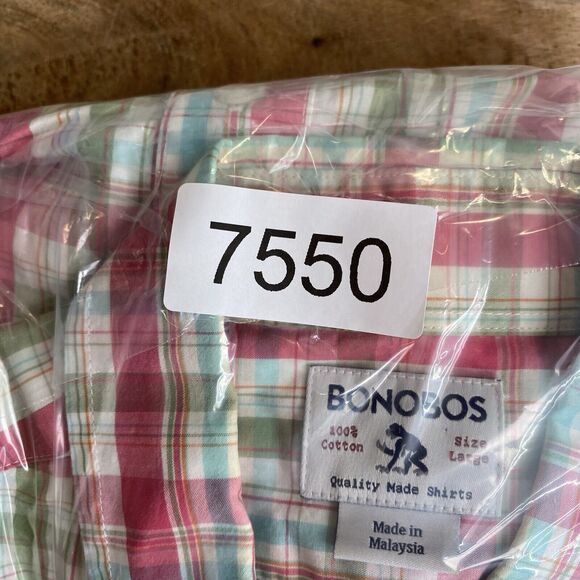 7550
BONOBOS
100% Cotton
Size Large
Quality Made Shirts
Made in
Malaysia